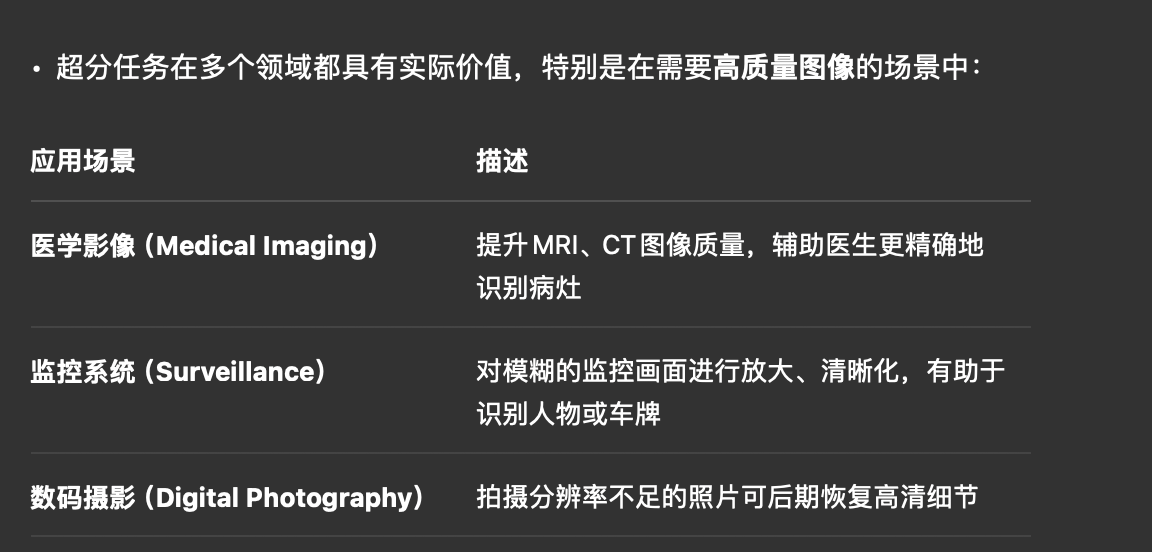 • 超分任务在多个领域都具有实际价值，特别是在需要高质量图像的场景中：
应用场景 描述
医学影像（Medical Imaging） 提升 MRI、CT 图像质量，辅助医生更精确地
识别病灶
监控系统（Surveillance） 对模糊的监控画面进行放大、清晰化，有助于
识别人物或车牌
数码摄影（Digital Photography） 拍摄分辨率不足的照片可后期恢复高清细节